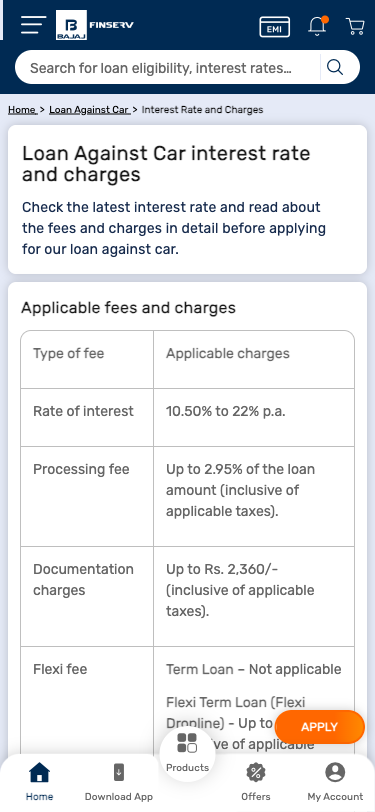 BAJAJ
FINSERV
EMI
Search for loan eligibility, interest rates...
Home > Loan Against Car > Interest Rate and Charges
Loan Against Car interest rate
and charges
Check the latest interest rate and read about
the fees and charges in detail before applying
for our loan against car.
Applicable fees and charges
Type of fee
Applicable charges
Rate of interest
10.50% to 22% p.a.
Processing fee
Up to 2.95% of the loan
amount (inclusive of
applicable taxes).
Documentation
charges
Up to Rs. 2,360/-
(inclusive of applicable
taxes).
Flexi fee
Term Loan – Not applicable
Flexi Term Loan (Flexi
Dropline) - Up to
of applicable
APPLY
Home
Download App
Products
Offers
My Account